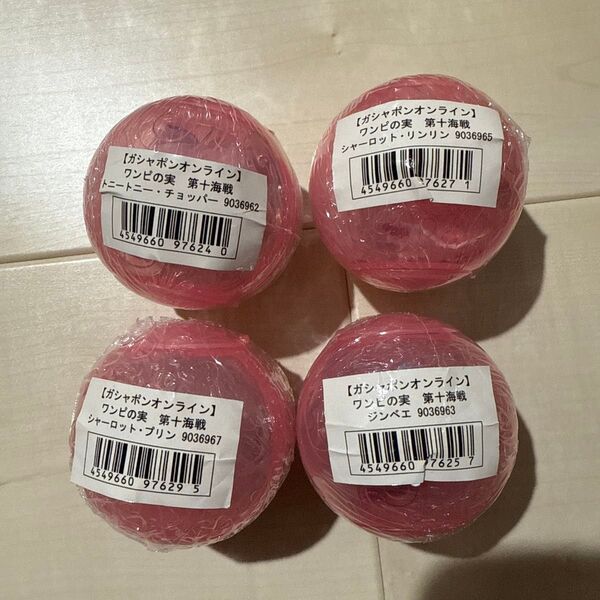 【ガシャポンオンライン】
ワンピの実 第十海戦
トニートニー・チョッパー 9036962
4549660 97624 0
【ガシャポンオンライン】
ワンピの実 第十海戦
シャーロット・リンリン 9036965
4549660 97627 1
【ガシャポンオンライン】
ワンピの実 第十海戦
シャーロット・プリン 9036967
4549660 97629 5
【ガシャポンオンライン】
ワンピの実 第十海戦
ジンベエ 9036963
4549660 97625 7